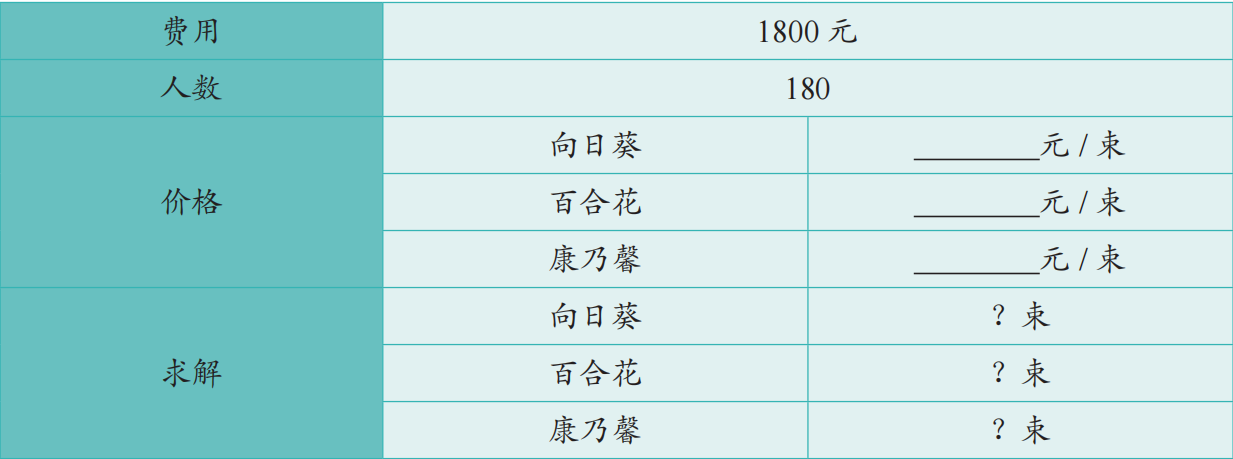 费用 1800 元
人数 180
价格 向日葵 ________元 / 束
百合花 ________元 / 束
康乃馨 ________元 / 束
求解 向日葵 ？束
百合花 ？束
康乃馨 ？束